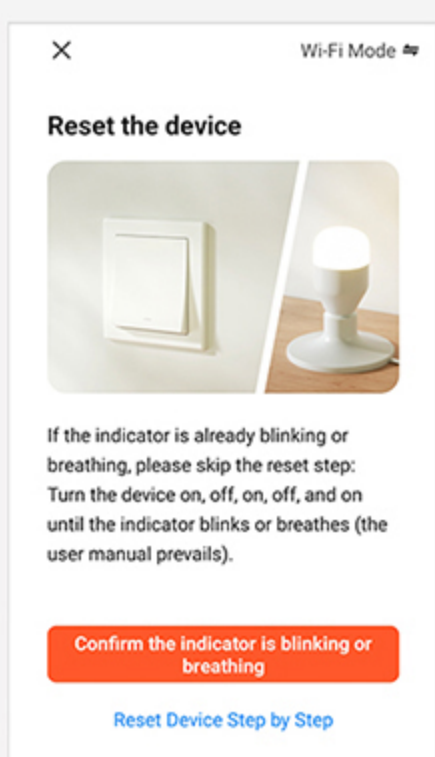 Wi-Fi Mode
Reset the device
If the indicator is already blinking or
breathing, please skip the reset step:
Turn the device on, off, on, off, and on
until the indicator blinks or breathes (the
user manual prevails).
Confirm the indicator is blinking or
breathing
Reset Device Step by Step